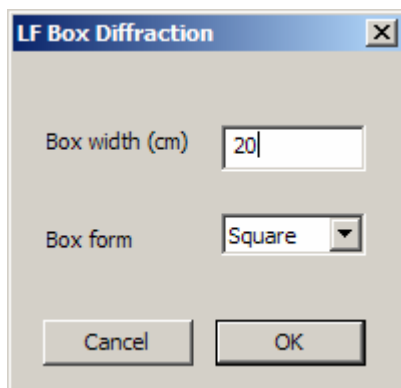 LF Box Diffraction
Box width (cm) 20
Box form Square
Cancel OK